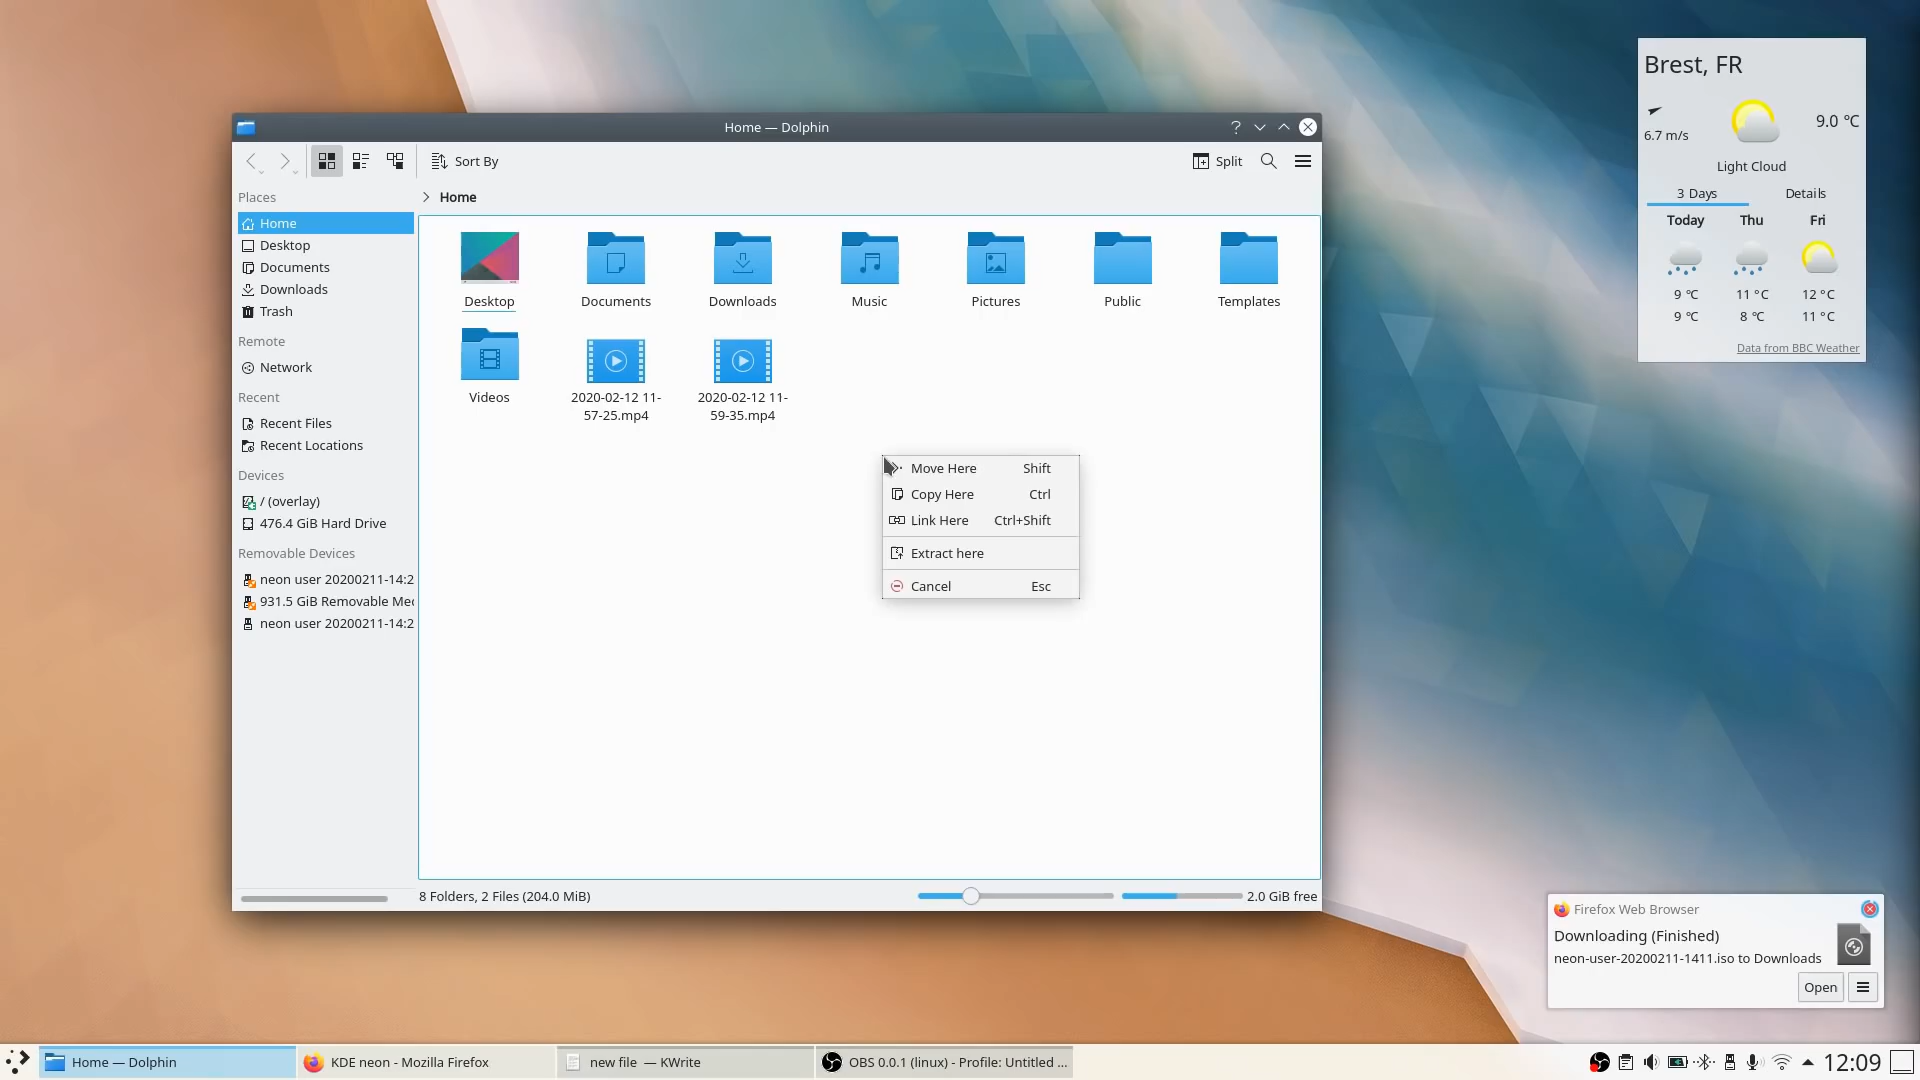 Home — Dolphin
?
Sort By
Split
Places
Home
Desktop
Documents
Downloads
Trash
Remote
Network
Recent
Recent Files
Recent Locations
Devices
/ (overlay)
476.4 GiB Hard Drive
Removable Devices
neon user 20200211-14:2
931.5 GiB Removable Med
neon user 20200211-14:2
Home
Desktop
Documents
Downloads
Music
Pictures
Public
Templates
Videos
2020-02-12 11-
57-25.mp4
2020-02-12 11-
59-35.mp4
Move Here Shift
Copy Here Ctrl
Link Here Ctrl+Shift
Extract here
Cancel Esc
8 Folders, 2 Files (204.0 MiB)
2.0 GiB free
Brest, FR
6.7 m/s
9.0 °C
Light Cloud
3 Days Details
Today Thu Fri
9 °C 11 °C 12 °C
9 °C 8 °C 11 °C
Data from BBC Weather
Firefox Web Browser
Downloading (Finished)
neon-user-20200211-1411.iso to Downloads
Open
Home — Dolphin
KDE neon - Mozilla Firefox
new file — KWrite
OBS 0.0.1 (linux) - Profile: Untitled ...
12:09